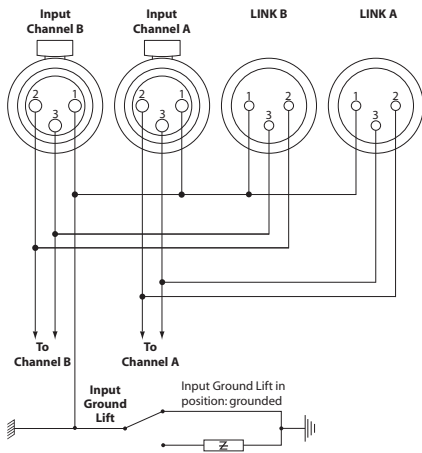 Input
Channel B
Input
Channel A
LINK B
LINK A
2
1
3
2
1
3
1
2
3
1
2
3
To
Channel B
To
Channel A
Input
Ground
Lift
Input Ground Lift in
position: grounded
Z